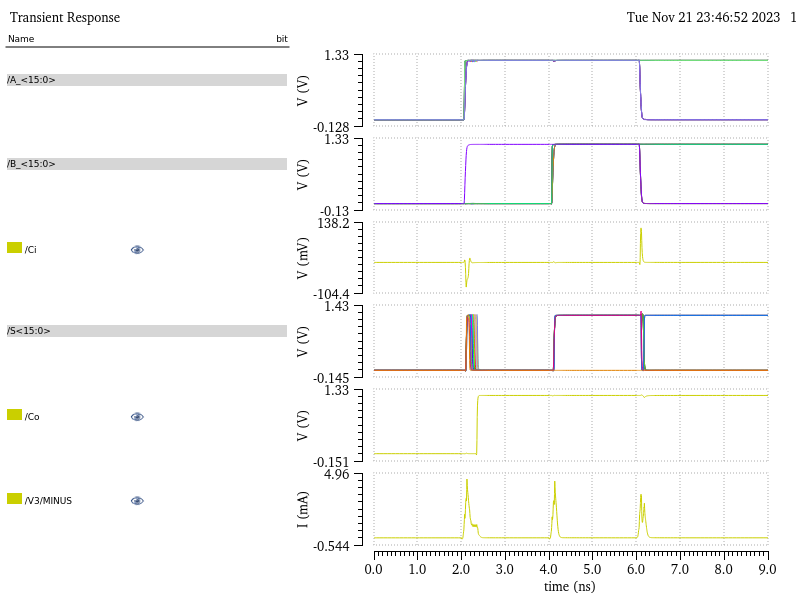 Transient Response
Tue Nov 21 23:46:52 2023 1
Name bit
/A_<15:0>
1.33
V (V)
-0.128
/B_<15:0>
1.33
V (V)
-0.13
/Ci
138.2
V (mV)
-104.4
/S<15:0>
1.43
V (V)
-0.145
/Co
1.33
V (V)
-0.151
/V3/MINUS
4.96
I (mA)
-0.544
0.0 1.0 2.0 3.0 4.0 5.0 6.0 7.0 8.0 9.0
time (ns)